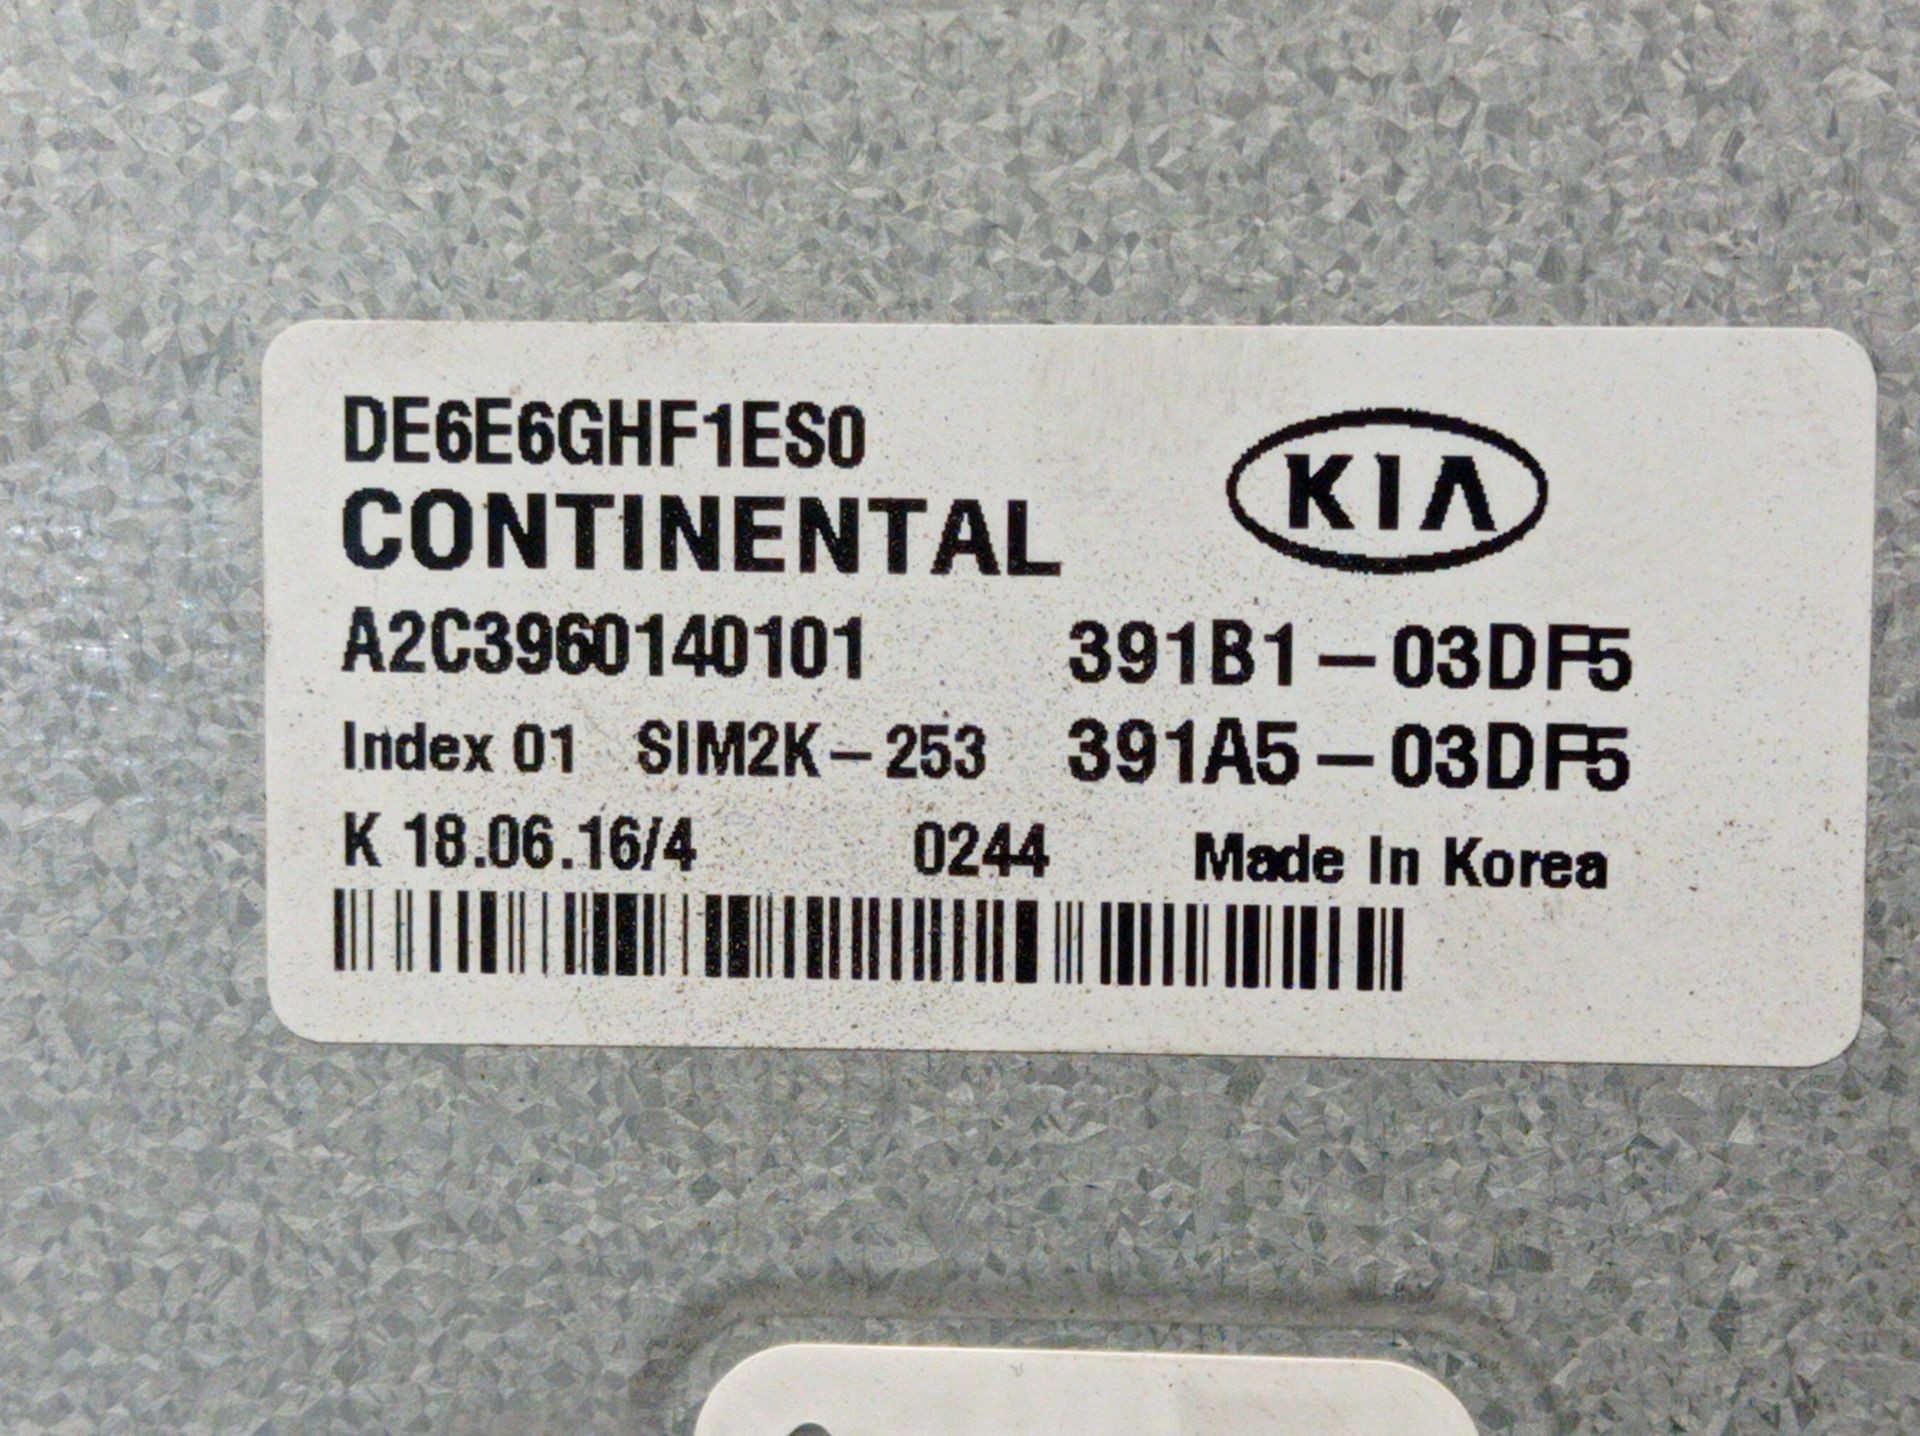 DE6E6GHF1ES0
KIA
CONTINENTAL
A2C3960140101 391B1-03DF5
Index 01 SIM2K-253 391A5-03DF5
K 18.06.16/4 0244 Made In Korea